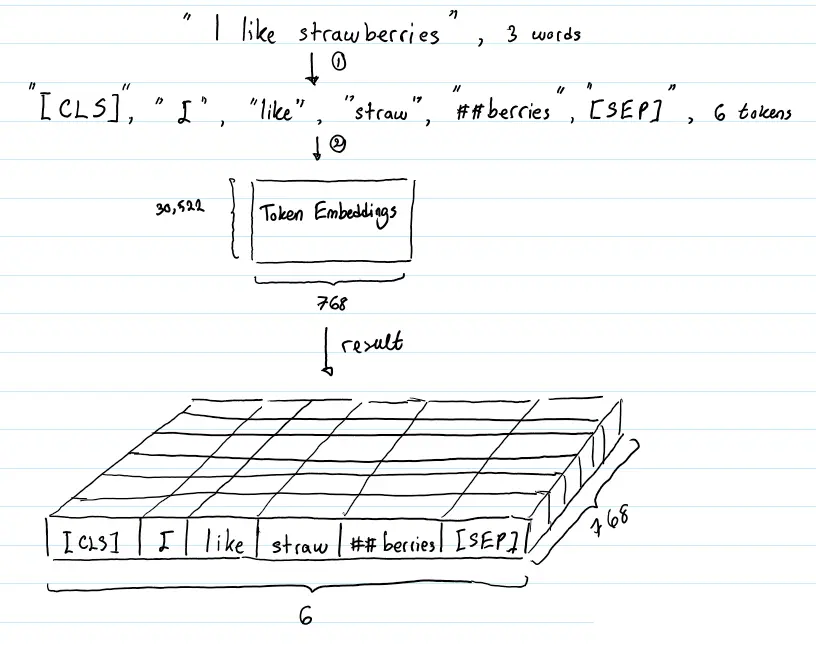 " I like strawberries ", 3 words
①
"[CLS]", "I", "like", "straw", "##berries", "[SEP]", 6 tokens
②
30,522
Token Embeddings
768
result
[CLS] I like straw ##berries [SEP]
768
6